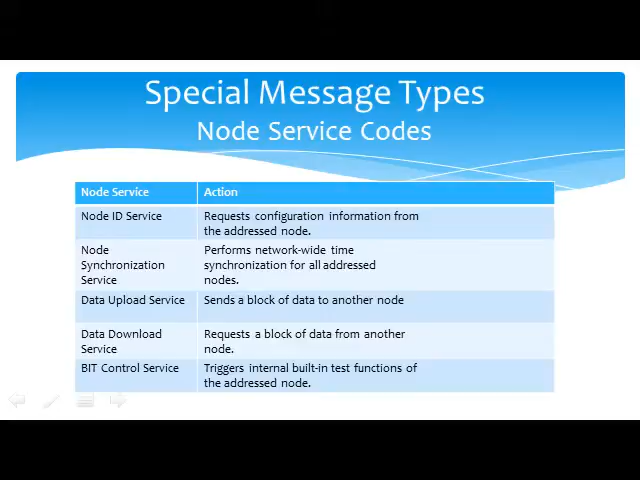 Special Message Types
Node Service Codes
Node Service Action
Node ID Service Requests configuration information from
the addressed node.
Node Performs network-wide time
Synchronization synchronization for all addressed
Service nodes.
Data Upload Service Sends a block of data to another node
Data Download Requests a block of data from another
Service node.
BIT Control Service Triggers internal built-in test functions of
the addressed node.